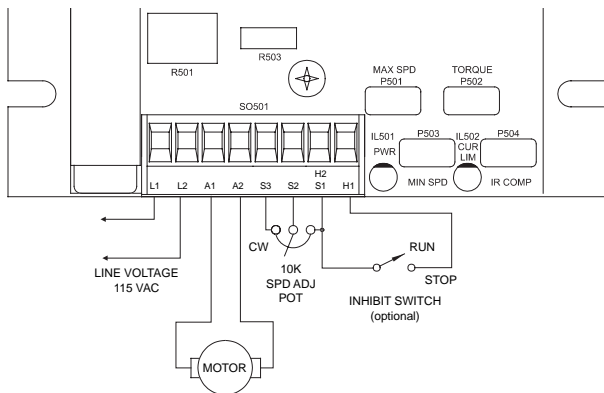 R501
R503
MAX SPD
P501
TORQUE
P502
SO501
IL501
PWR
P503
IL502
CUR
LIM
P504
MIN SPD
IR COMP
L1 L2 A1 A2 S3 S2 H2 S1 H1
CW
10K
SPD ADJ
POT
LINE VOLTAGE
115 VAC
RUN
STOP
INHIBIT SWITCH
(optional)
MOTOR